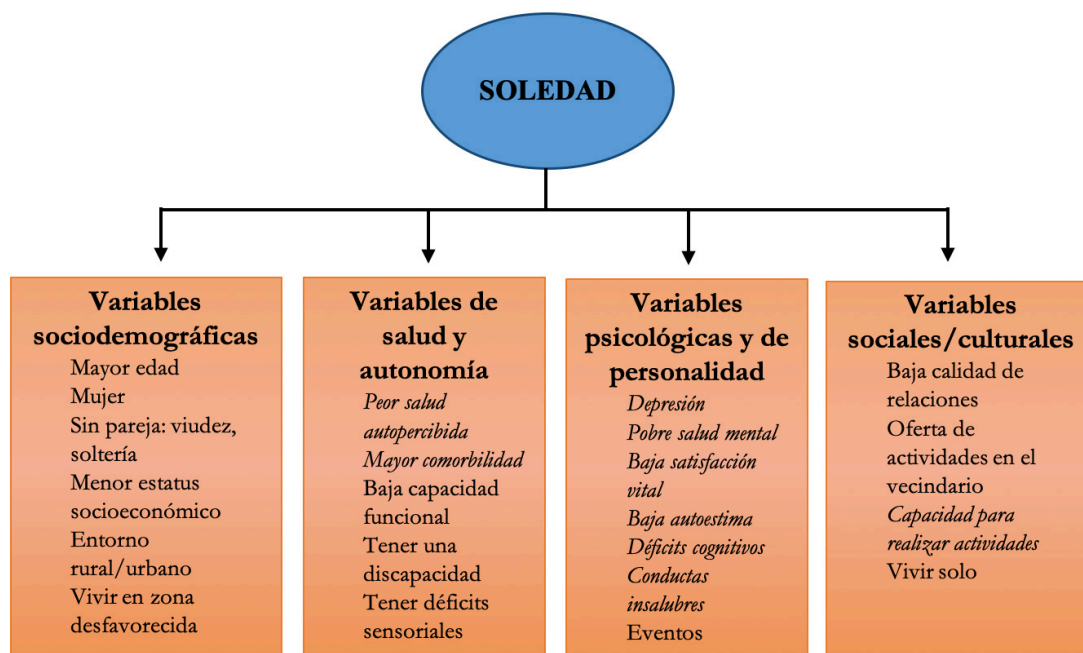 SOLEDAD
Variables
sociodemográficas
Mayor edad
Mujer
Sin pareja: viudez,
soltería
Menor estatus
socioeconómico
Entorno
rural/urbano
Vivir en zona
desfavorecida
Variables de
salud y
autonomía
Peor salud
autopercibida
Mayor comorbilidad
Baja capacidad
funcional
Tener una
discapacidad
Tener déficits
sensoriales
Variables
psicológicas y de
personalidad
Depresión
Pobre salud mental
Baja satisfacción
vital
Baja autoestima
Déficits cognitivos
Conductas
insalubres
Eventos
Variables
sociales/culturales
Baja calidad de
relaciones
Oferta de
actividades en el
vecindario
Capacidad para
realizar actividades
Vivir solo